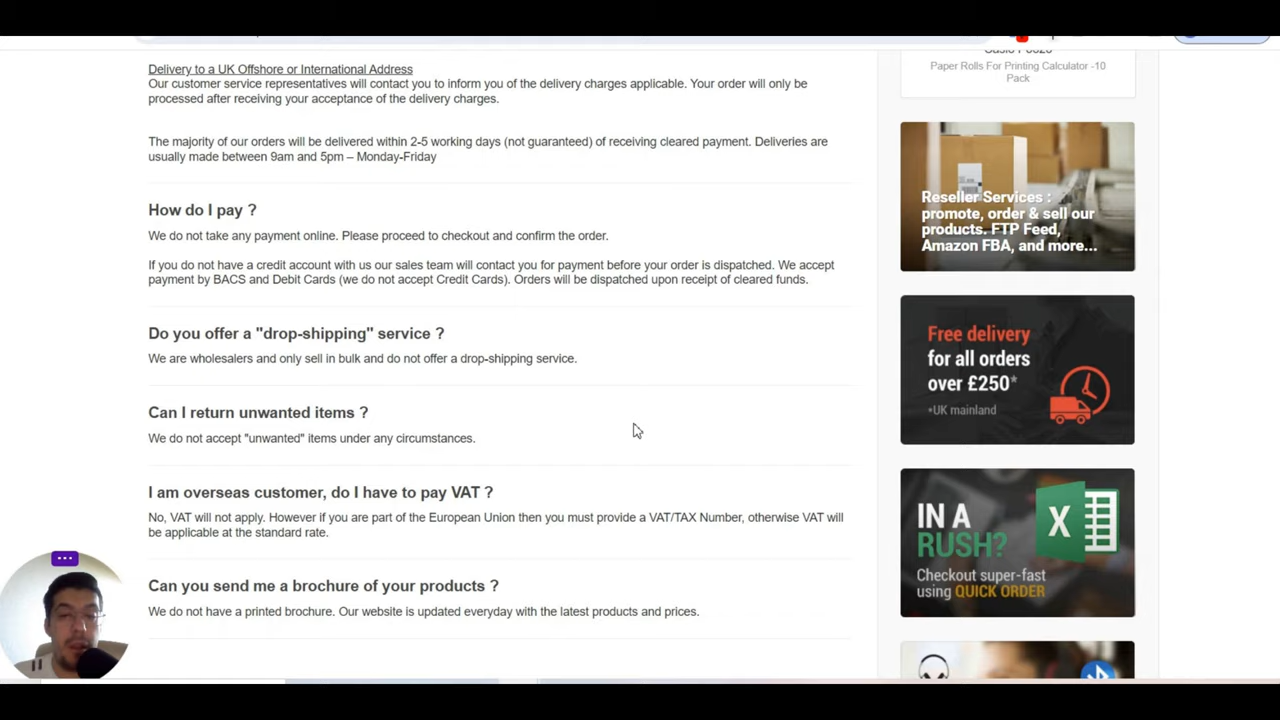 Delivery to a UK Offshore or International Address
Our customer service representatives will contact you to inform you of the delivery charges applicable. Your order will only be
processed after receiving your acceptance of the delivery charges.
The majority of our orders will be delivered within 2-5 working days (not guaranteed) of receiving cleared payment. Deliveries are
usually made between 9am and 5pm – Monday-Friday
How do I pay ?
We do not take any payment online. Please proceed to checkout and confirm the order.
If you do not have a credit account with us our sales team will contact you for payment before your order is dispatched. We accept
payment by BACS and Debit Cards (we do not accept Credit Cards). Orders will be dispatched upon receipt of cleared funds.
Do you offer a "drop-shipping" service ?
We are wholesalers and only sell in bulk and do not offer a drop-shipping service.
Can I return unwanted items ?
We do not accept "unwanted" items under any circumstances.
I am overseas customer, do I have to pay VAT ?
No, VAT will not apply. However if you are part of the European Union then you must provide a VAT/TAX Number, otherwise VAT will
be applicable at the standard rate.
Can you send me a brochure of your products ?
We do not have a printed brochure. Our website is updated everyday with the latest products and prices.
Paper Rolls For Printing Calculator -10
Pack
Reseller Services :
promote, order & sell our
products. FTP Feed,
Amazon FBA, and more...
Free delivery
for all orders
over £250*
*UK mainland
IN A
RUSH?
Checkout super-fast
using QUICK ORDER
X